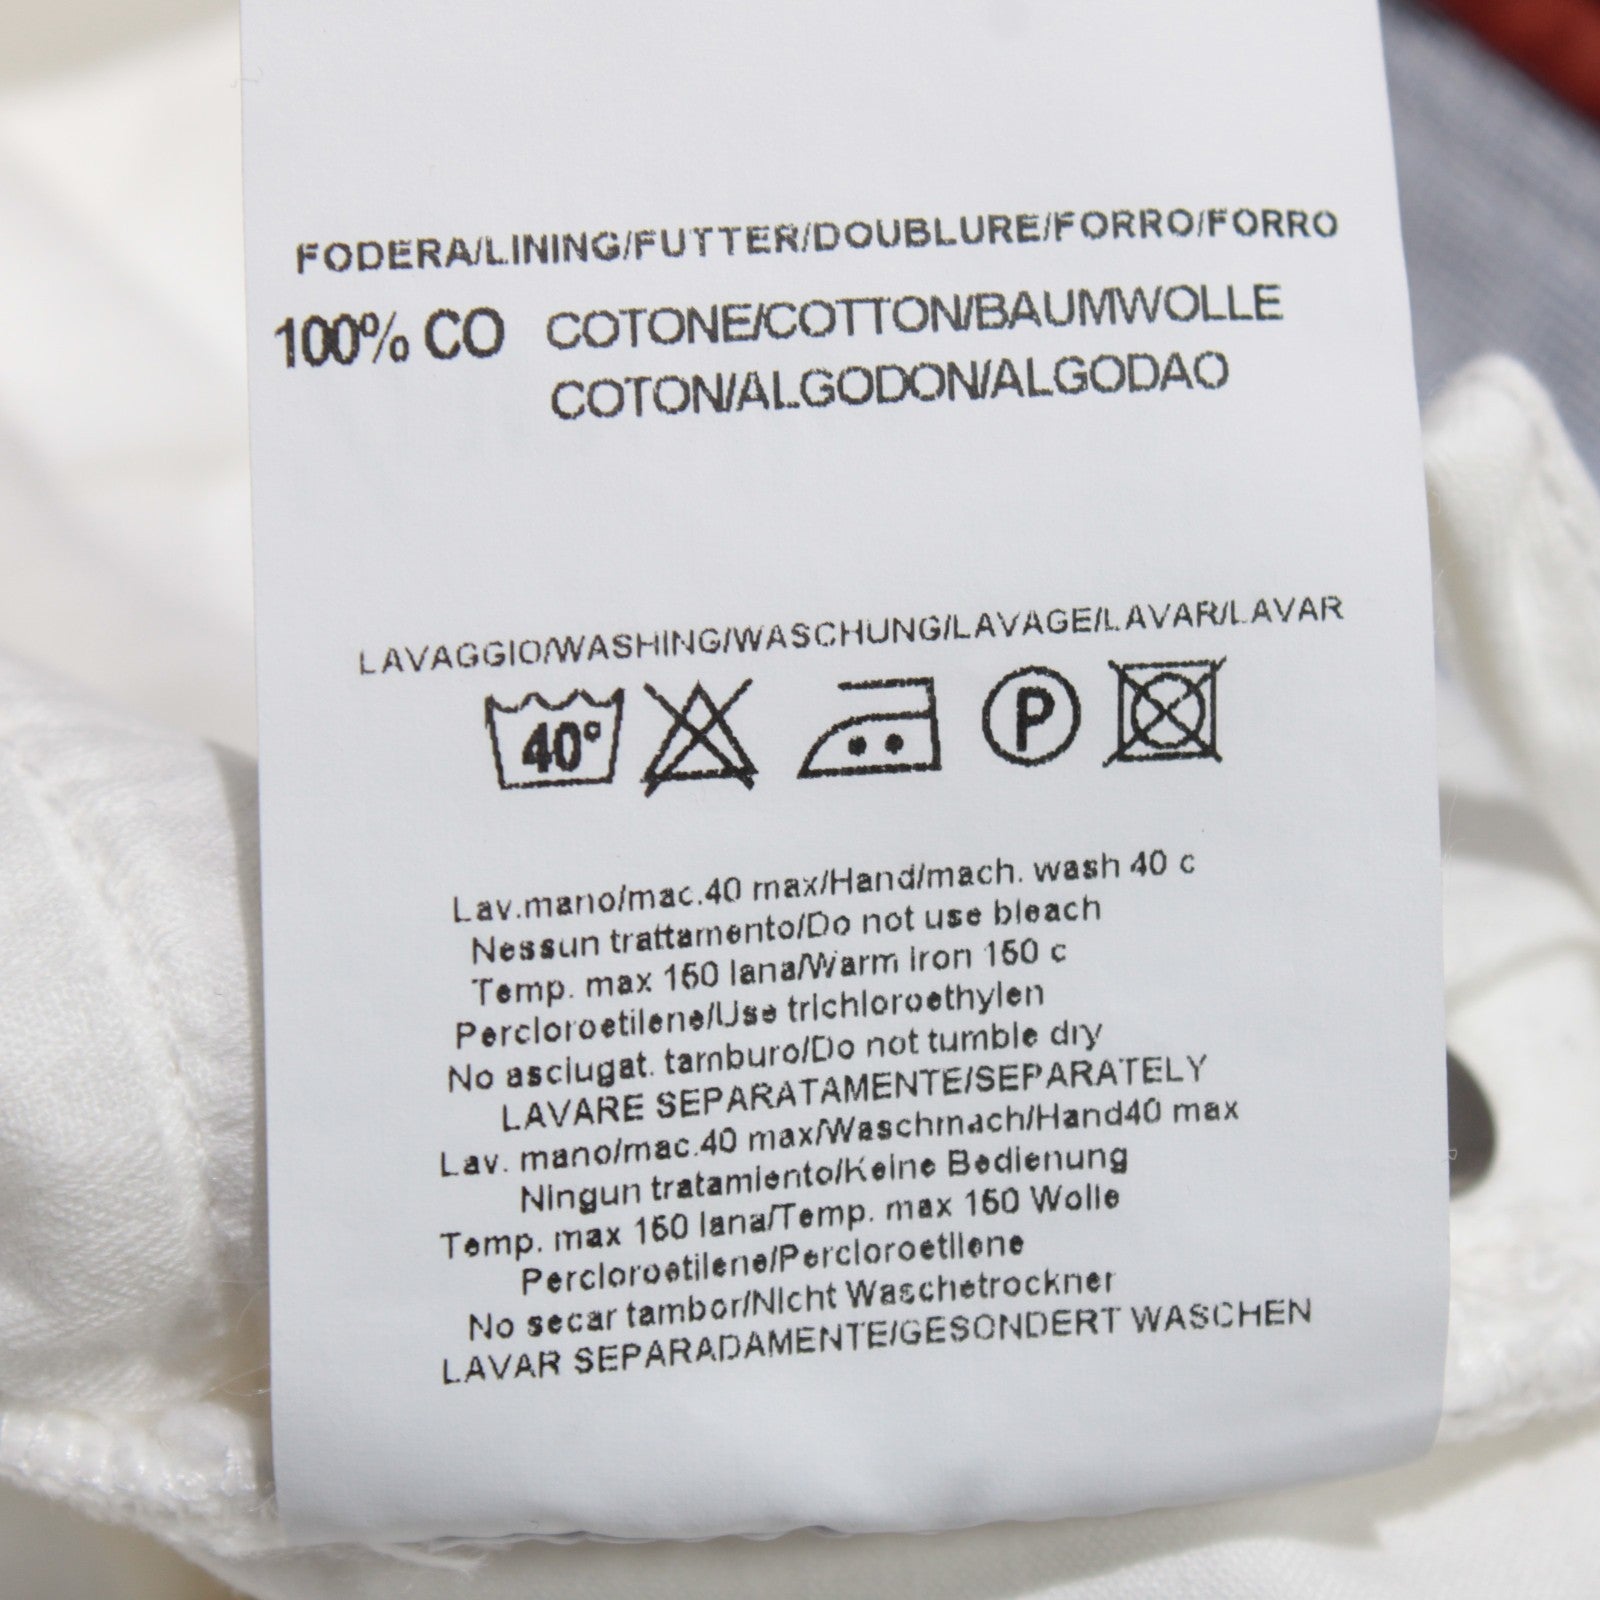 FODERA/LINING/FUTTER/DOUBLURE/FORRO/FORRO
100% CO COTONE/COTTON/BAUMWOLLE
COTON/ALGODON/ALGODAO
LAVAGGIO/WASHING/WASCHUNG/LAVAGE/LAVAR/LAVAR
40° P
Lav.mano/mac.40 max/Hand/mach. wash 40 c
Nessun trattamento/Do not use bleach
Temp. max 150 lana/Warm iron 150 c
Percloroetilene/Use trichloroethylen
No asciugat. tamburo/Do not tumble dry
LAVARE SEPARATAMENTE/SEPARATELY
Lav. mano/mac.40 max/Waschmach/Hand40 max
Ningun tratamiento/Keine Bedienung
Temp. max 150 lana/Temp. max 150 Wolle
Percloroetilene/Percloroetilene
No secar tambor/Nicht Waschetrockner
LAVAR SEPARADAMENTE/GESONDERT WASCHEN